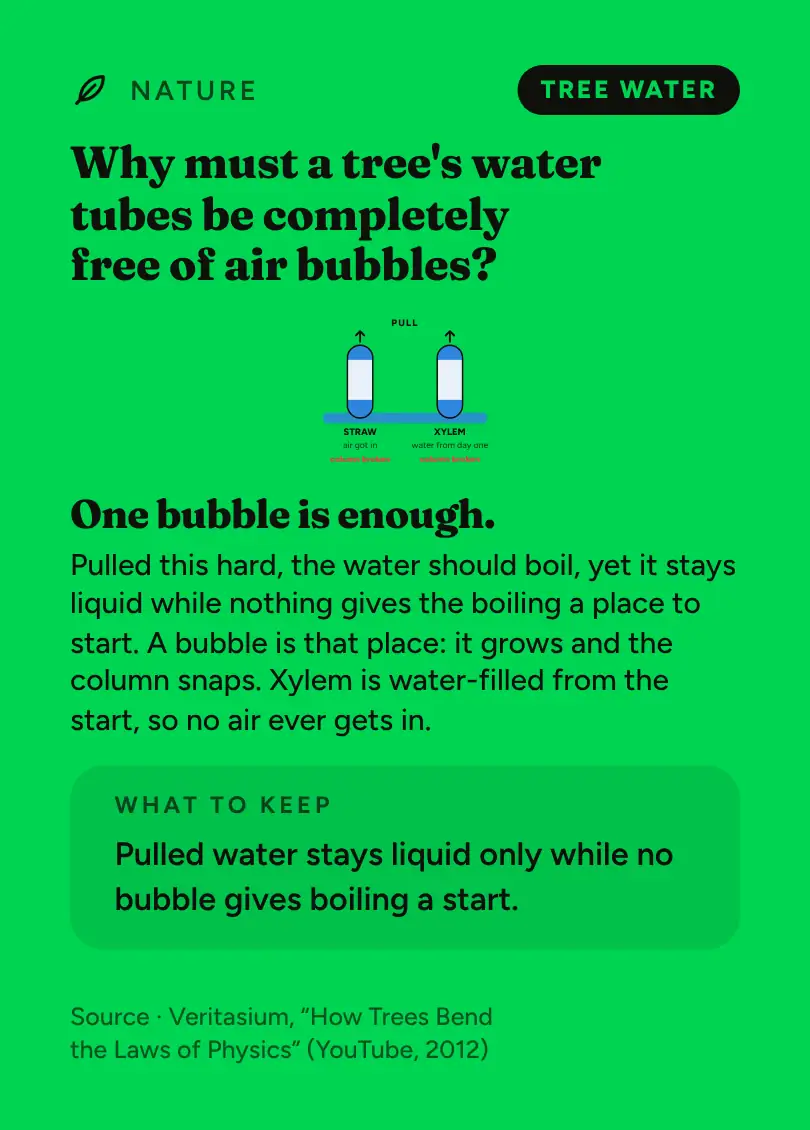 NATURE
TREE WATER
Why must a tree's water
tubes be completely
free of air bubbles?
PULL
STRAW
XYLEM
air got in
water from day one
One bubble is enough.
Pulled this hard, the water should boil, yet it stays
liquid while nothing gives the boiling a place to
start. A bubble is that place: it grows and the
column snaps. Xylem is water-filled from the
start, so no air ever gets in.
WHAT TO KEEP
Pulled water stays liquid only while no
bubble gives boiling a start.
Source · Veritasium, “How Trees Bend
the Laws of Physics” (YouTube, 2012)